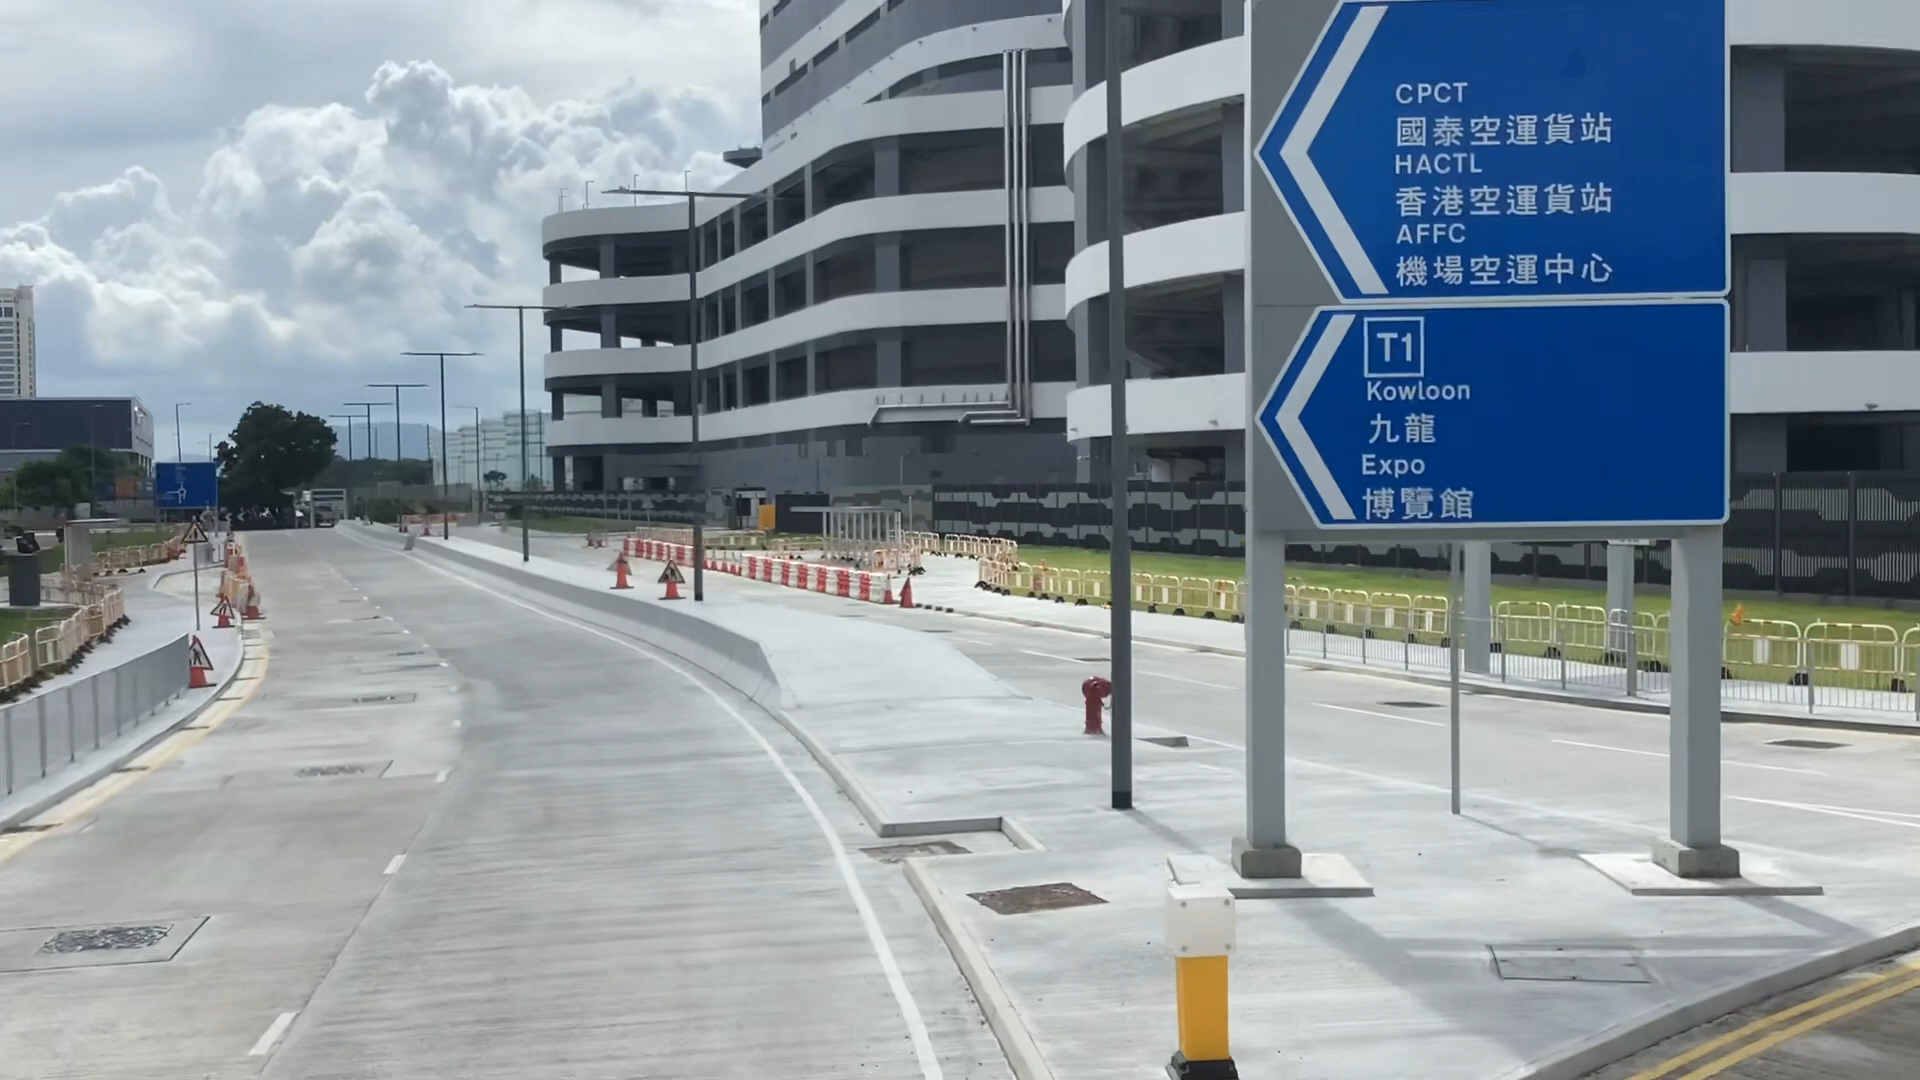 CPCT
國泰空運貨站
HACTL
香港空運貨站
AFFC
機場空運中心
T1
Kowloon
九龍
Expo
博覽館